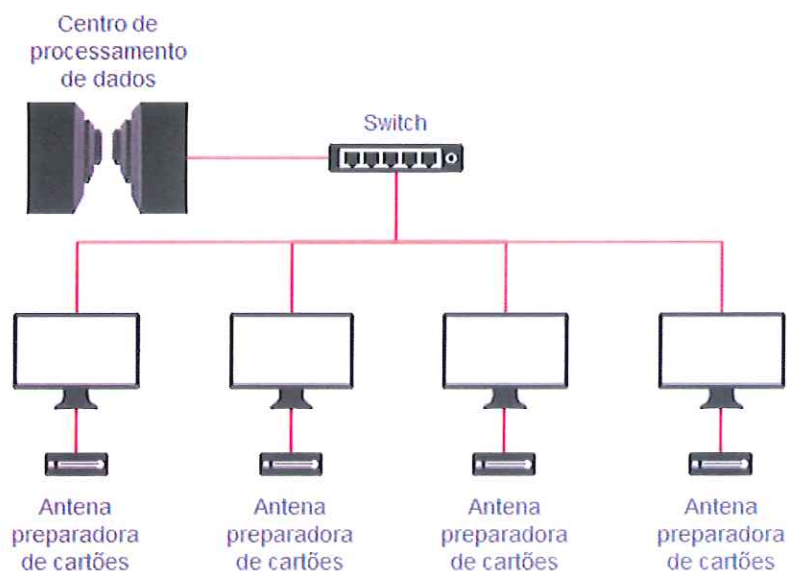 Centro de
processamento
de dados
Switch
Antena
preparadora
de cartões
Antena
preparadora
de cartões
Antena
preparadora
de cartões
Antena
preparadora
de cartões